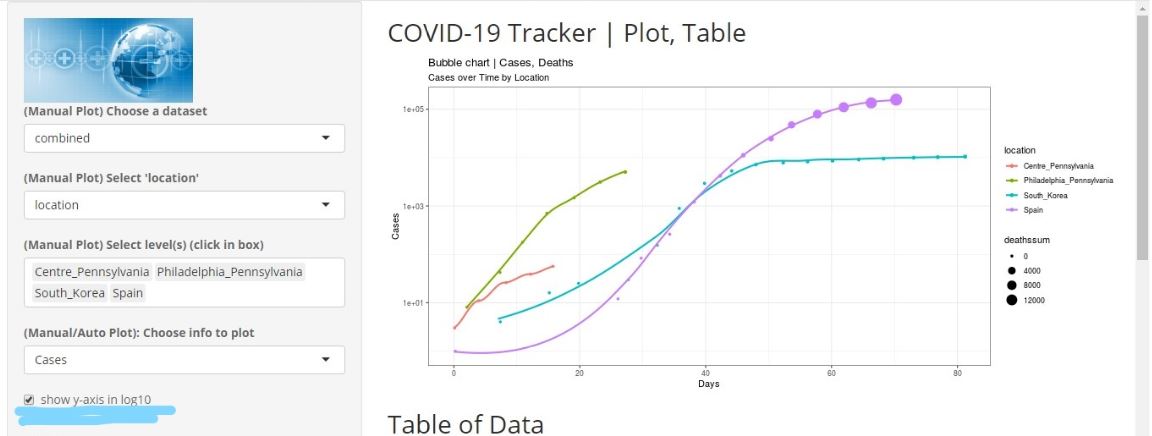 (Manual Plot) Choose a dataset
combined
(Manual Plot) Select 'location'
location
(Manual Plot) Select level(s) (click in box)
Centre_Pennsylvania Philadelphia_Pennsylvania
South_Korea Spain
(Manual/Auto Plot): Choose info to plot
Cases
show y-axis in log10
COVID-19 Tracker | Plot, Table
Bubble chart | Cases, Deaths
Cases over Time by Location
Cases
1e+05
1e+03
1e+01
0 20 40 60 80
Days
location
Centre_Pennsylvania
Philadelphia_Pennsylvania
South_Korea
Spain
deathssum
0
4000
8000
12000
Table of Data